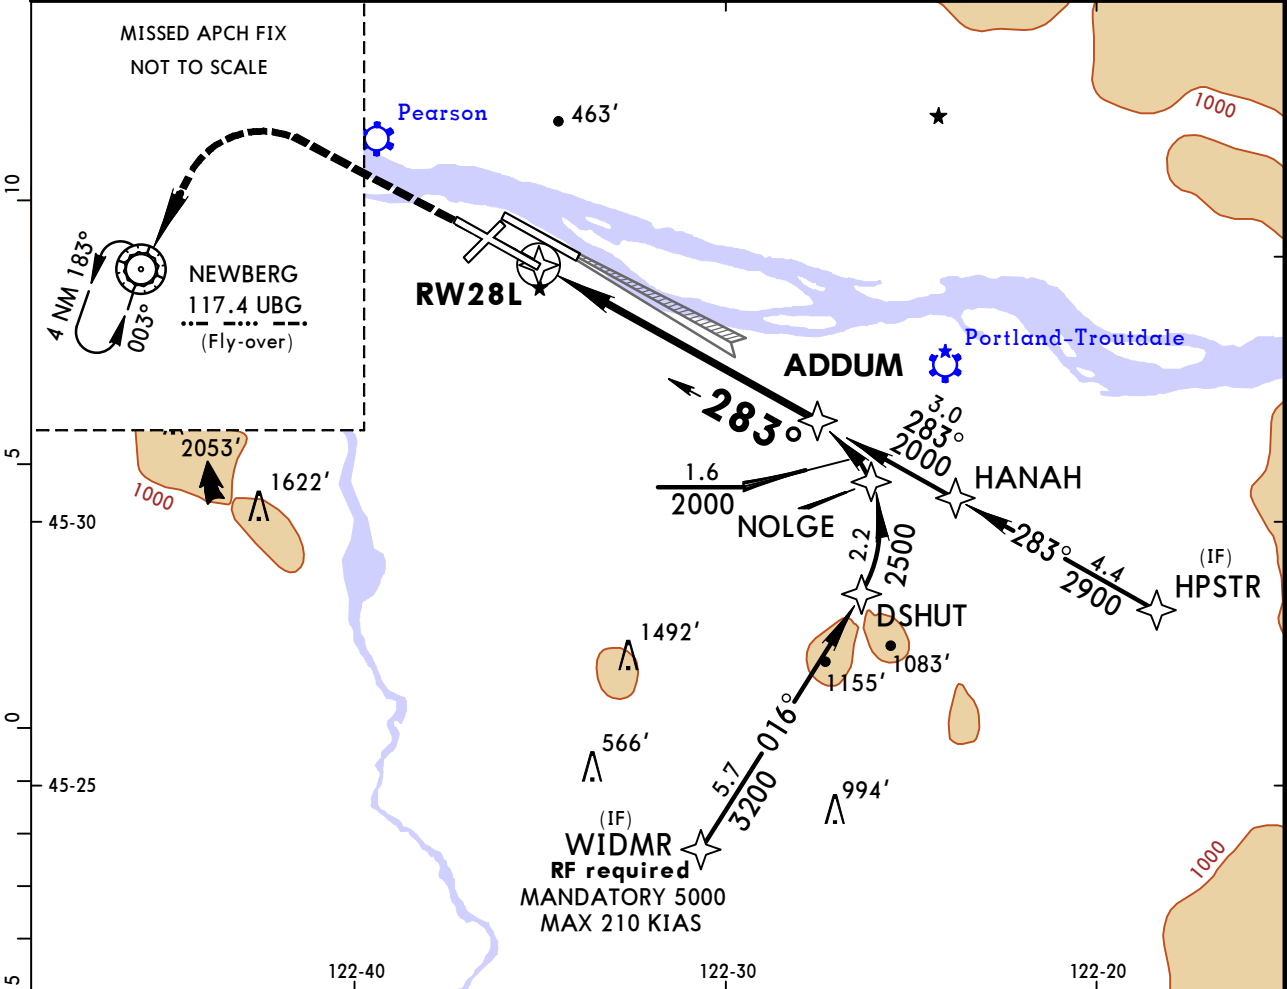 MISSED APCH FIX
NOT TO SCALE
Pearson
463′
1000
10
4 NM 183°
003°
NEWBERG
117.4 UBG
(Fly-over)
RW28L
Portland-Troutdale
ADDUM
283°
3.0
283°
2000
HANAH
1.6
2000
NOLGE
5
2053′
1000
1622′
45-30
2.2
2500
283°
4.4
2900
(IF)
HPSTR
DSHUT
1492′
1083′
1155′
016°
0
566′
5.7
3200
45-25
994′
(IF)
WIDMR
RF required
MANDATORY 5000
MAX 210 KIAS
1000
5
122-40
122-30
122-20